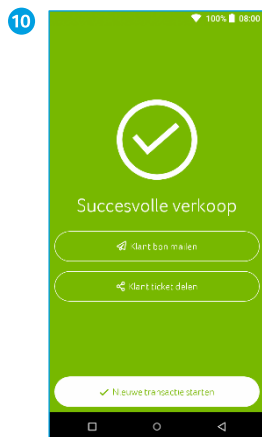 10
100% 08:00
Succesvolle verkoop
Klant bon mailen
Klant ticket delen
Nieuwe transactie starten